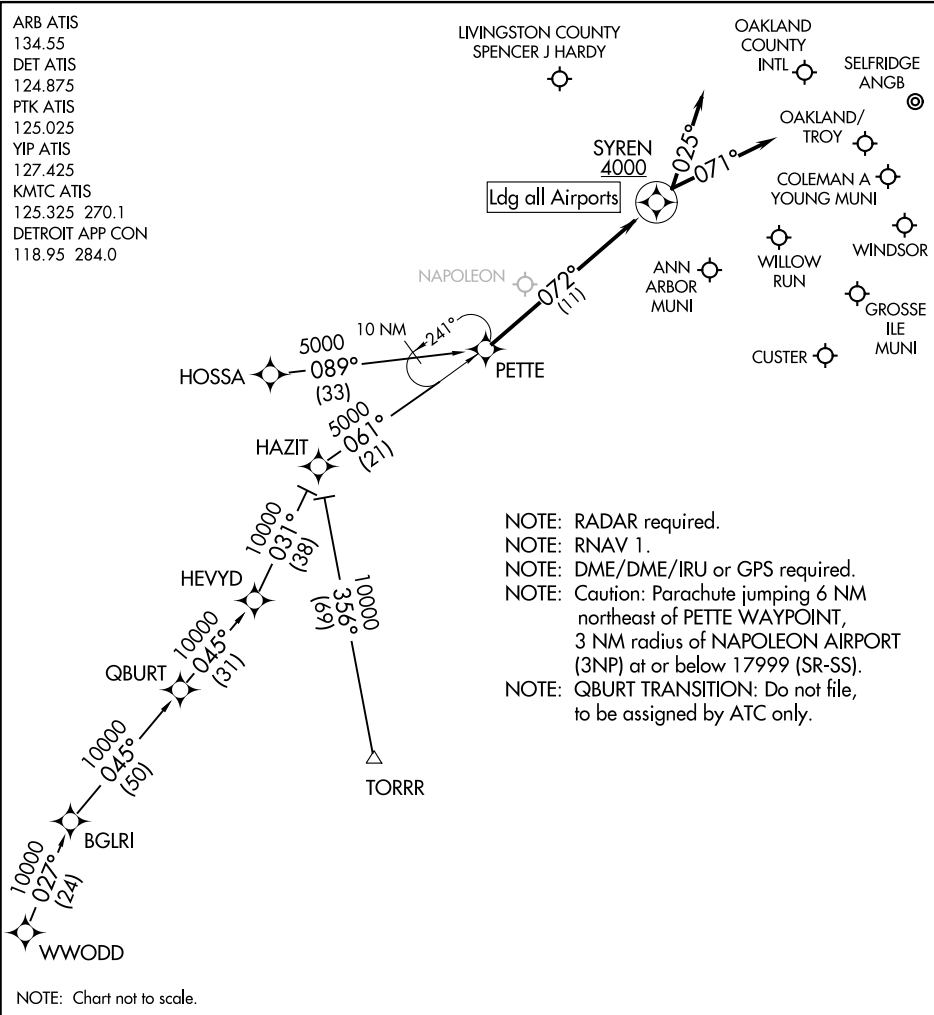 ARB ATIS
134.55
DET ATIS
124.875
PTK ATIS
125.025
YIP ATIS
127.425
KMTC ATIS
125.325 270.1
DETROIT APP CON
118.95 284.0
LIVINGSTON COUNTY
SPENCER J HARDY
OAKLAND
COUNTY
INTL
SELFRIDGE
ANGB
OAKLAND/
TROY
SYREN
4000
025°
071°
Ldg all Airports
COLEMAN A
YOUNG MUNI
WINDSOR
WILLOW
RUN
ANN
ARBOR
MUNI
GROSSE
ILE
MUNI
CUSTER
NAPOLEON
072°
(11)
10 NM
241°
PETTE
HOSSA
5000
089°
(33)
5000
061°
(21)
HAZIT
10000
031°
(38)
HEVYD
10000
356°
(69)
TORRR
10000
045°
(31)
QBURT
10000
045°
(50)
BGLRI
10000
027°
(24)
WWODD
NOTE: RADAR required.
NOTE: RNAV 1.
NOTE: DME/DME/IRU or GPS required.
NOTE: Caution: Parachute jumping 6 NM
northeast of PETTE WAYPOINT,
3 NM radius of NAPOLEON AIRPORT
(3NP) at or below 17999 (SR-SS).
NOTE: QBURT TRANSITION: Do not file,
to be assigned by ATC only.
NOTE: Chart not to scale.